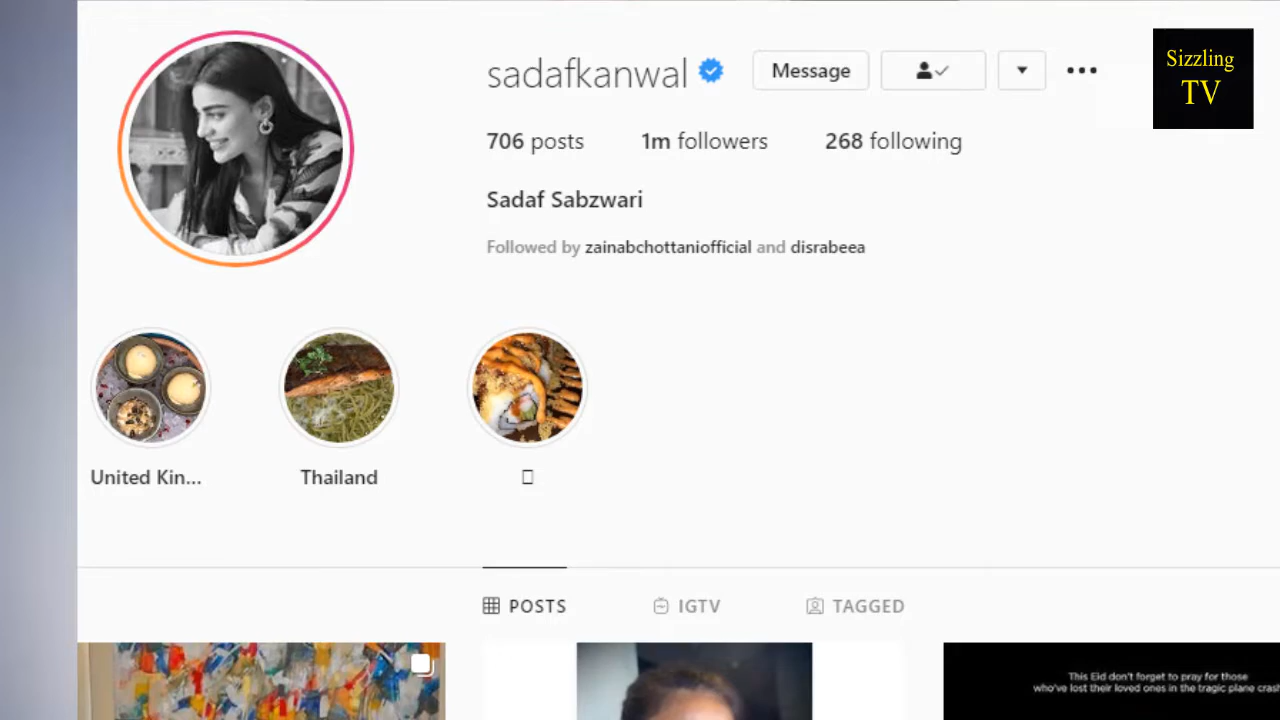 sadafkanwal
Message
Sizzling
TV
706 posts
1m followers
268 following
Sadaf Sabzwari
Followed by zainabchottaniofficial and disrabeea
United Kin...
Thailand
POSTS
IGTV
TAGGED
This Eid don't forget to pray for those
who've lost their loved ones in the tragic plane crash